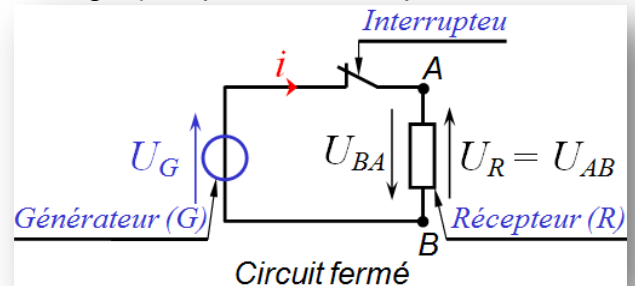 Interrupteu
i
A
U_G
U_BA
U_R = U_AB
Générateur (G)
Récepteur (R)
B
Circuit fermé